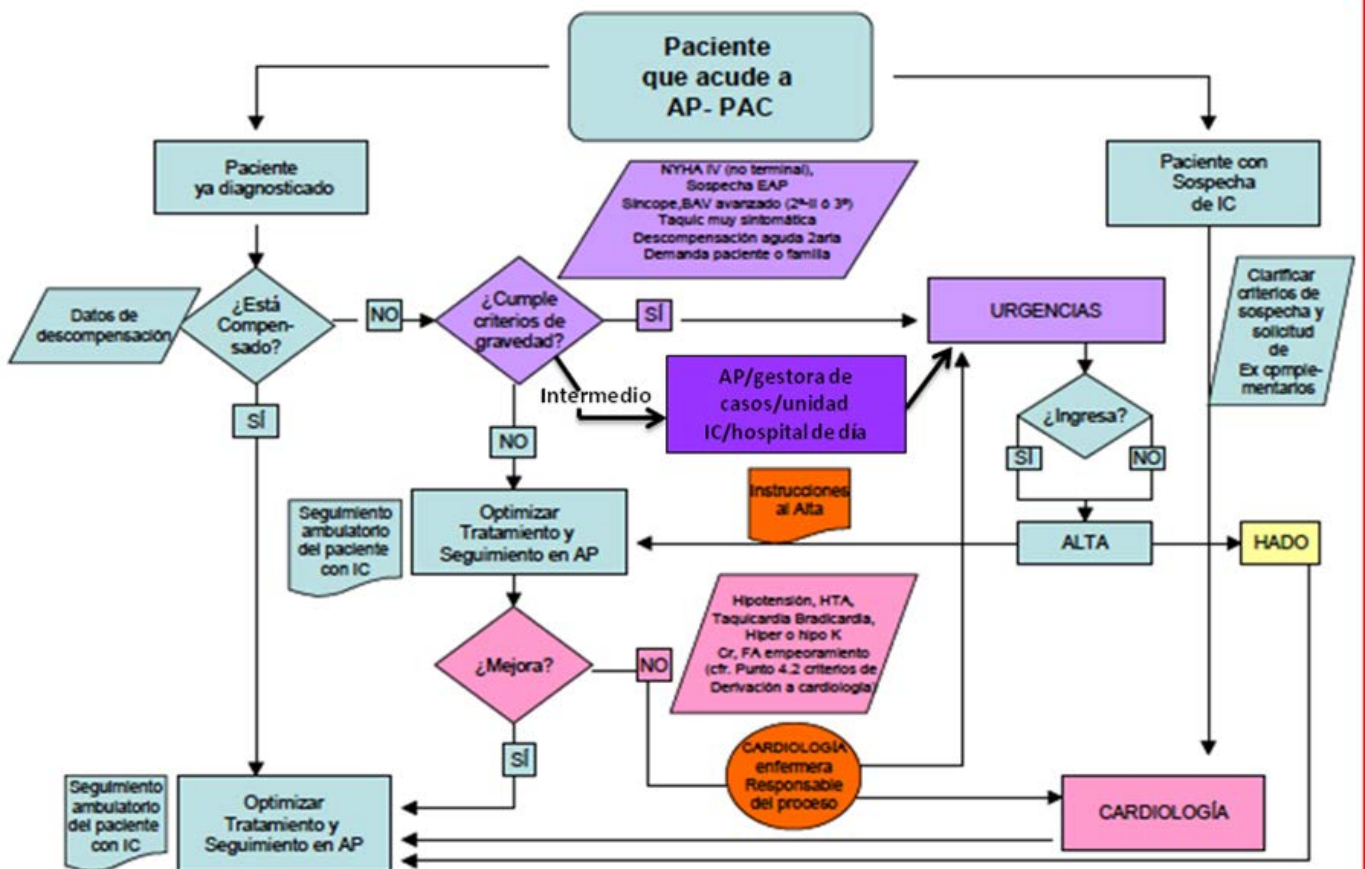 Paciente
que acude a
AP- PAC
Paciente
ya diagnosticado
NYHA IV (no terminal),
Sospecha EAP
Síncope,BAV avanzado (2º-II ó 3º)
Taquic muy sintomática
Descompensación aguda 2aria
Demanda paciente o familia
Paciente con
Sospecha
de IC
Datos de
descompensación
¿Está
Compen-
sado?
NO
¿Cumple
criterios de
gravedad?
SÍ
URGENCIAS
Clarificar
criterios de
sospecha y
solicitud
de
Ex cpmple-
mentarios
Intermedio
AP/gestora de
casos/unidad
IC/hospital de día
¿Ingresa?
SÍ
NO
SÍ
NO
Seguimiento
ambulatorio
del paciente
con IC
Optimizar
Tratamiento y
Seguimiento en AP
Instrucciones
al Alta
ALTA
HADO
¿Mejora?
NO
Hipotensión, HTA,
Taquicardia Bradicardia,
Hiper o hipo K
Cr, FA empeoramiento
(cfr. Punto 4.2 criterios de
Derivación a cardiología)
SÍ
CARDIOLOGÍA
enfermera
Responsable
del proceso
CARDIOLOGÍA
Seguimiento
ambulatorio
del paciente
con IC
Optimizar
Tratamiento y
Seguimiento en AP